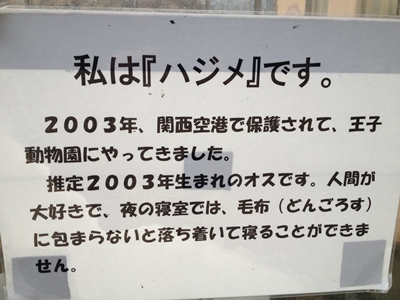 私は『ハジメ』です。
２００３年、関西空港で保護されて、王子
動物園にやってきました。
推定２００３年生まれのオスです。人間が
大好きで、夜の寝室では、毛布（どんごろす）
に包まらないと落ち着いて寝ることができま
せん。